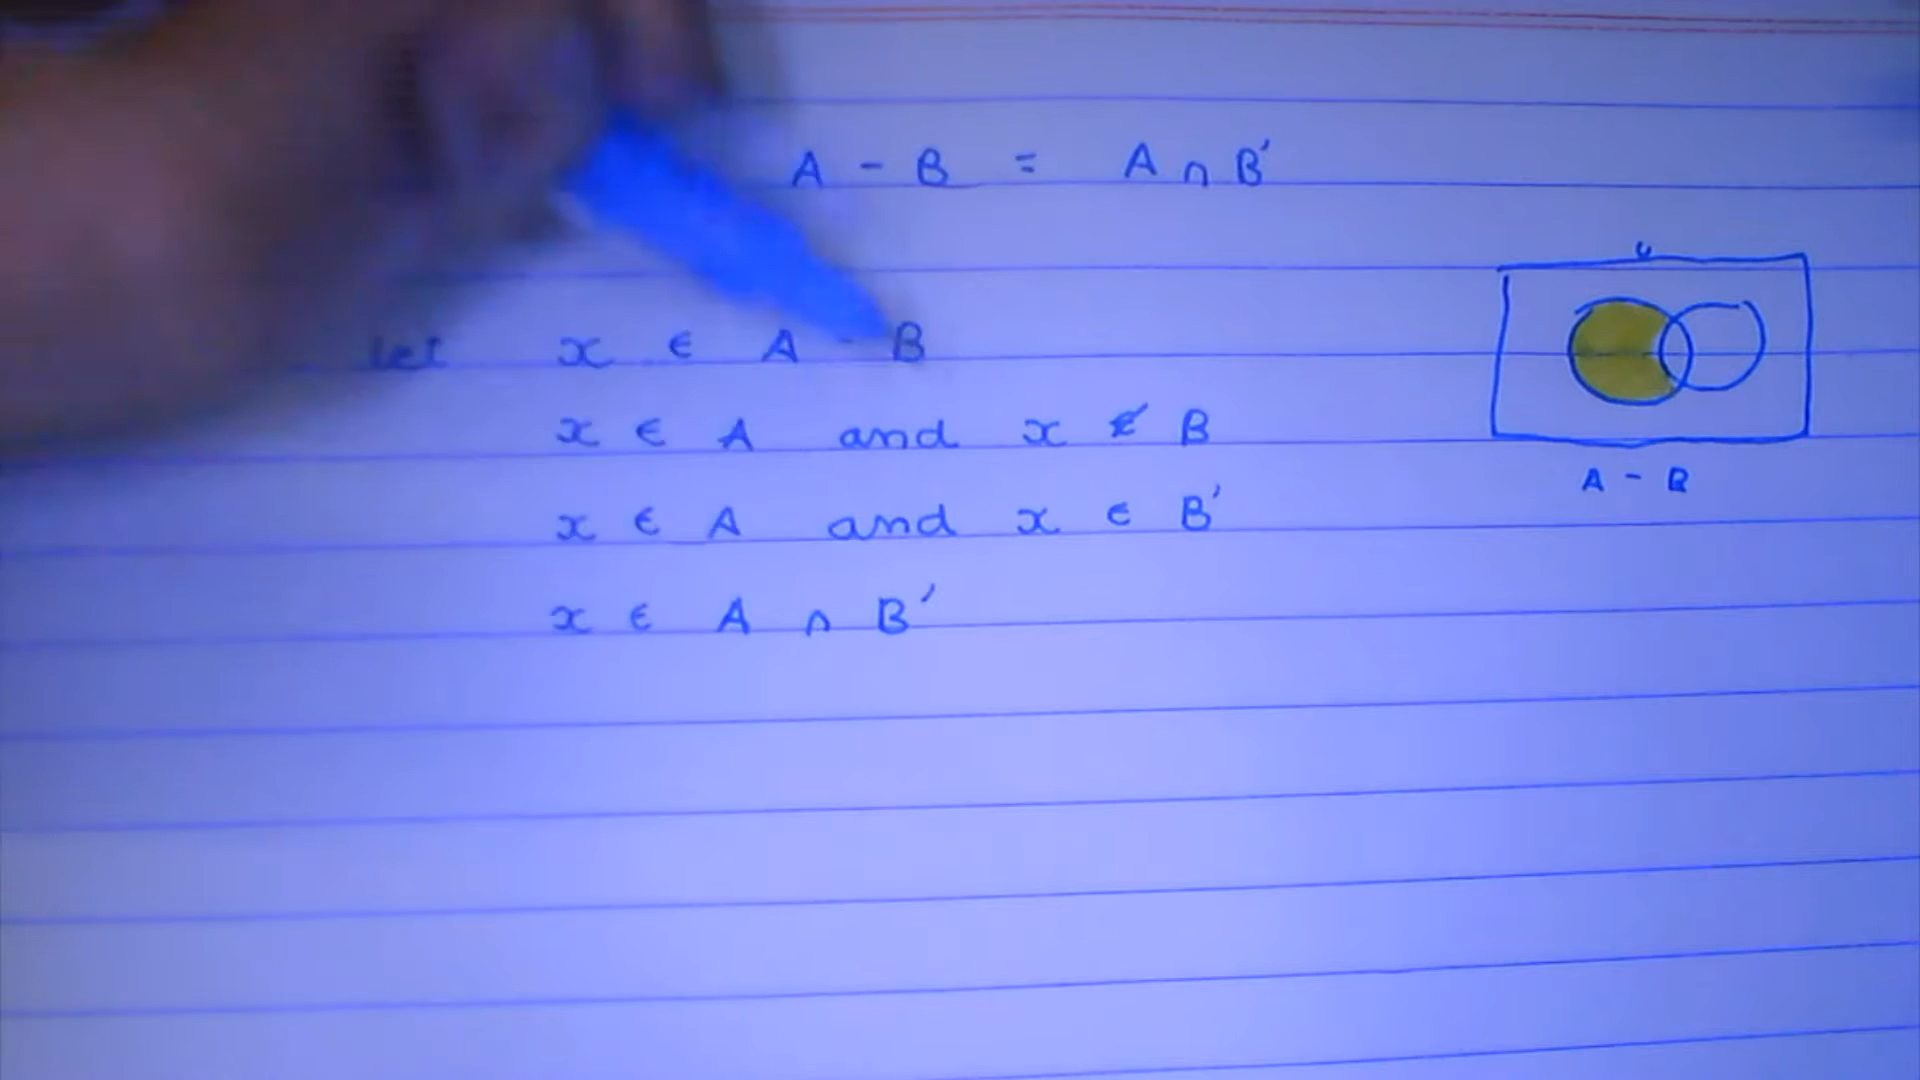 A - B = A ∩ B'
Let x ∈ A - B
x ∈ A and x ∉ B
x ∈ A and x ∈ B'
x ∈ A ∩ B'
U
A - B